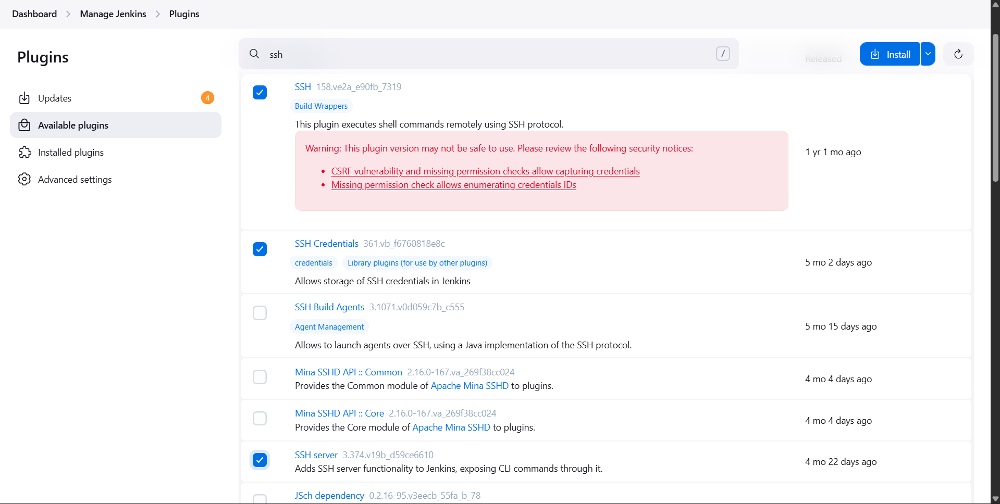 Dashboard > Manage Jenkins > Plugins
Plugins
Updates 4
Available plugins
Installed plugins
Advanced settings
ssh /
Released
Install
SSH 158.ve2a_e90fb_7319
Build Wrappers
This plugin executes shell commands remotely using SSH protocol.
Warning: This plugin version may not be safe to use. Please review the following security notices:
• CSRF vulnerability and missing permission checks allow capturing credentials
• Missing permission check allows enumerating credentials IDs
1 yr 1 mo ago
SSH Credentials 361.vb_f6760818e8c
credentials Library plugins (for use by other plugins)
Allows storage of SSH credentials in Jenkins
5 mo 2 days ago
SSH Build Agents 3.1071.v0d059c7b_c555
Agent Management
Allows to launch agents over SSH, using a Java implementation of the SSH protocol.
5 mo 15 days ago
Mina SSHD API :: Common 2.16.0-167.va_269f38cc024
Provides the Common module of Apache Mina SSHD to plugins.
4 mo 4 days ago
Mina SSHD API :: Core 2.16.0-167.va_269f38cc024
Provides the Core module of Apache Mina SSHD to plugins.
4 mo 4 days ago
SSH server 3.374.v19b_d59ce6610
Adds SSH server functionality to Jenkins, exposing CLI commands through it.
4 mo 22 days ago
JSch dependency 0.2.16-95.v3eecb_55fa_b_78